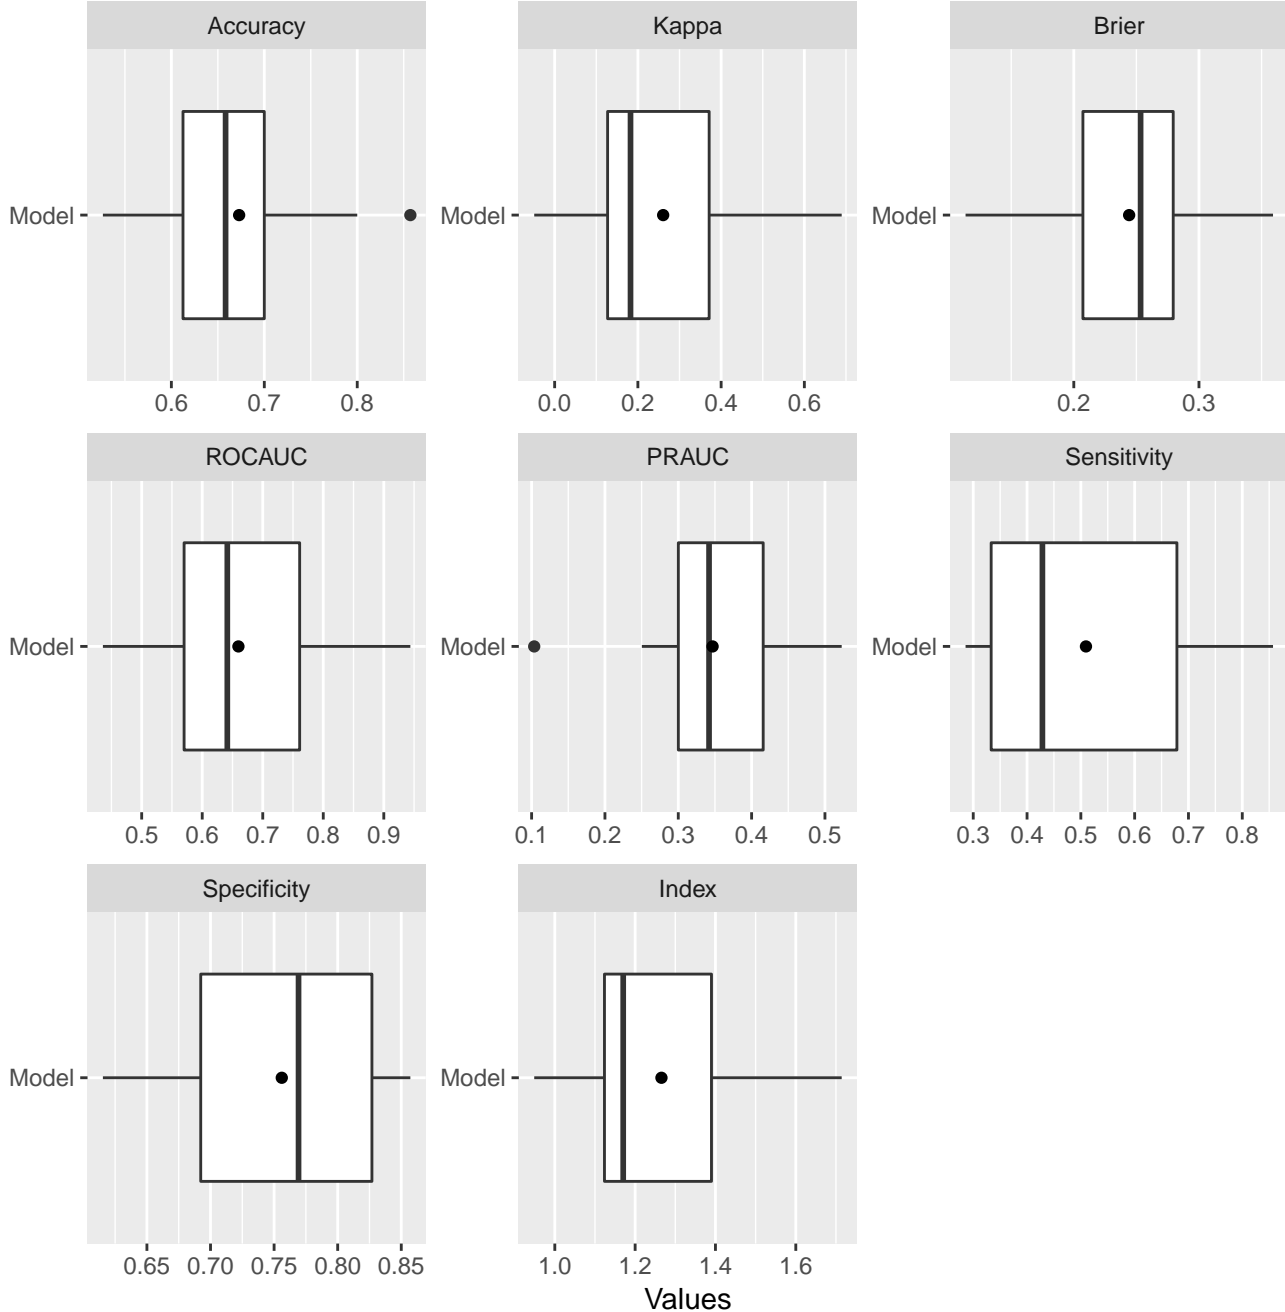 Accuracy Kappa Brier
Model Model Model
0.6 0.7 0.8 0.0 0.2 0.4 0.6 0.2 0.3
ROCAUC PRAUC Sensitivity
Model Model Model
0.5 0.6 0.7 0.8 0.9 0.1 0.2 0.3 0.4 0.5 0.3 0.4 0.5 0.6 0.7 0.8
Specificity Index
Model Model
0.65 0.70 0.75 0.80 0.85 1.0 1.2 1.4 1.6
Values